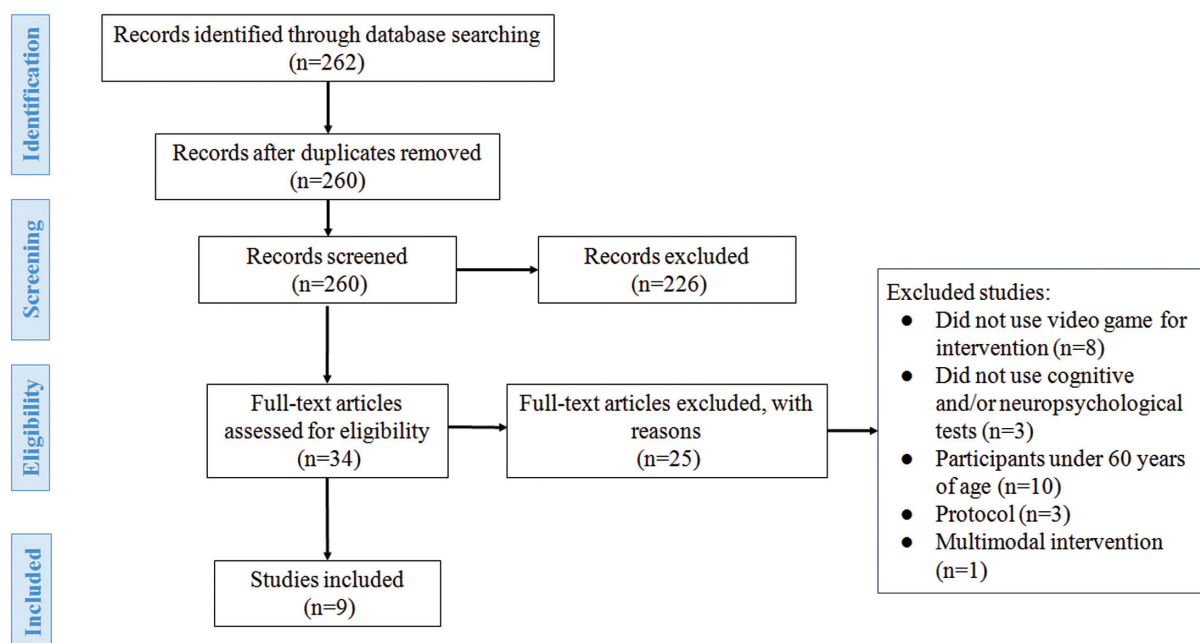 Identification
Records identified through database searching
(n=262)
Records after duplicates removed
(n=260)
Screening
Records screened
(n=260)
Records excluded
(n=226)
Eligibility
Full-text articles
assessed for eligibility
(n=34)
Full-text articles excluded, with
reasons
(n=25)
Excluded studies:
● Did not use video game for
intervention (n=8)
● Did not use cognitive
and/or neuropsychological
tests (n=3)
● Participants under 60 years
of age (n=10)
● Protocol (n=3)
● Multimodal intervention
(n=1)
Included
Studies included
(n=9)